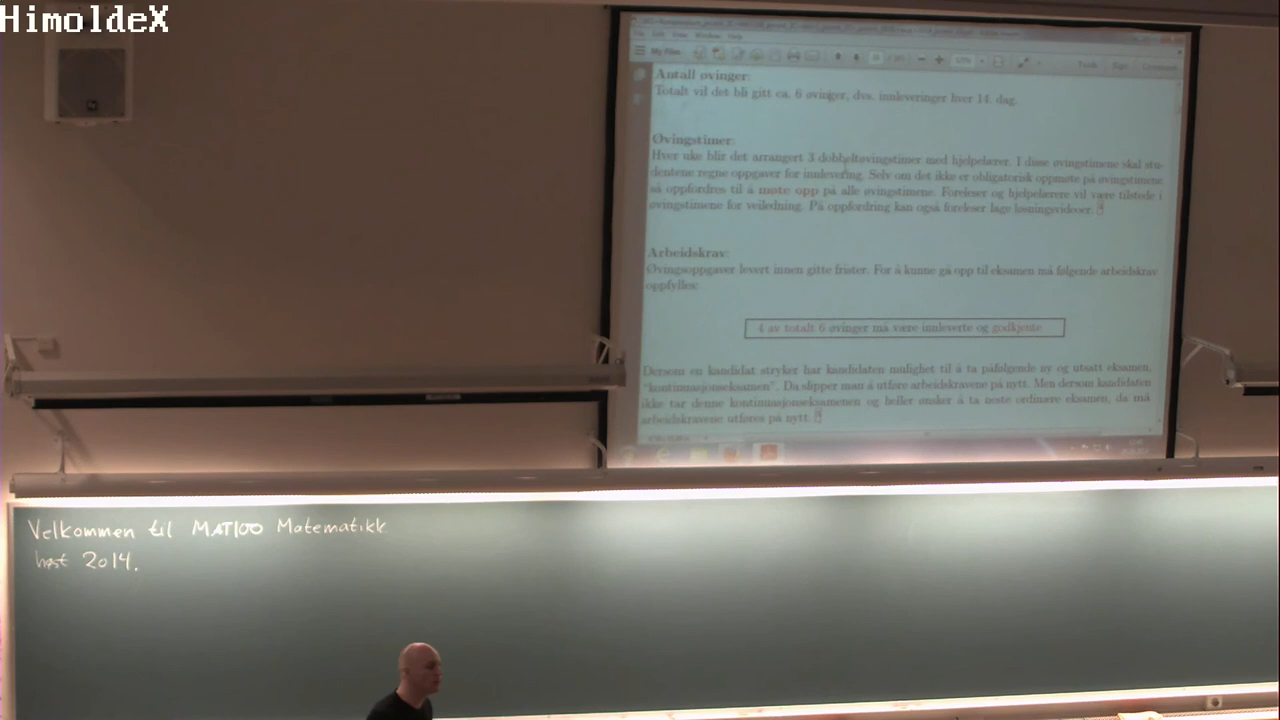 HimoldeX
My Files
Antall øvinger:
Totalt vil det bli gitt ca. 6 øvinger, dvs. innleveringer hver 14. dag.
Øvingstimer:
Hver uke blir det arrangert 3 dobbeltøvingstimer med hjelpelærer. I disse øvingstimene skal stu-
dentene regne oppgaver for innlevering. Selv om det ikke er obligatorisk oppmøte på øvingstimene
så oppfordres til å møte opp på alle øvingstimene. Foreleser og hjelpelærere vil være tilstede i
øvingstimene for veiledning. På oppfordring kan også foreleser lage løsningsvideoer.
Arbeidskrav:
Øvingsoppgaver levert innen gitte frister. For å kunne gå opp til eksamen må følgende arbeidskrav
oppfylles:
4 av totalt 6 øvinger må være innleverte og godkjente
Dersom en kandidat stryker har kandidaten mulighet til å ta påfølgende ny og utsatt eksamen,
"kontinuasjonseksamen". Da slipper man å utføre arbeidskravene på nytt. Men dersom kandidaten
ikke tar denne kontinuasjonseksamenen og heller ønsker å ta neste ordinære eksamen, da må
arbeidskravene utføres på nytt.
Velkommen til MAT100 Matematikk
høst 2014.